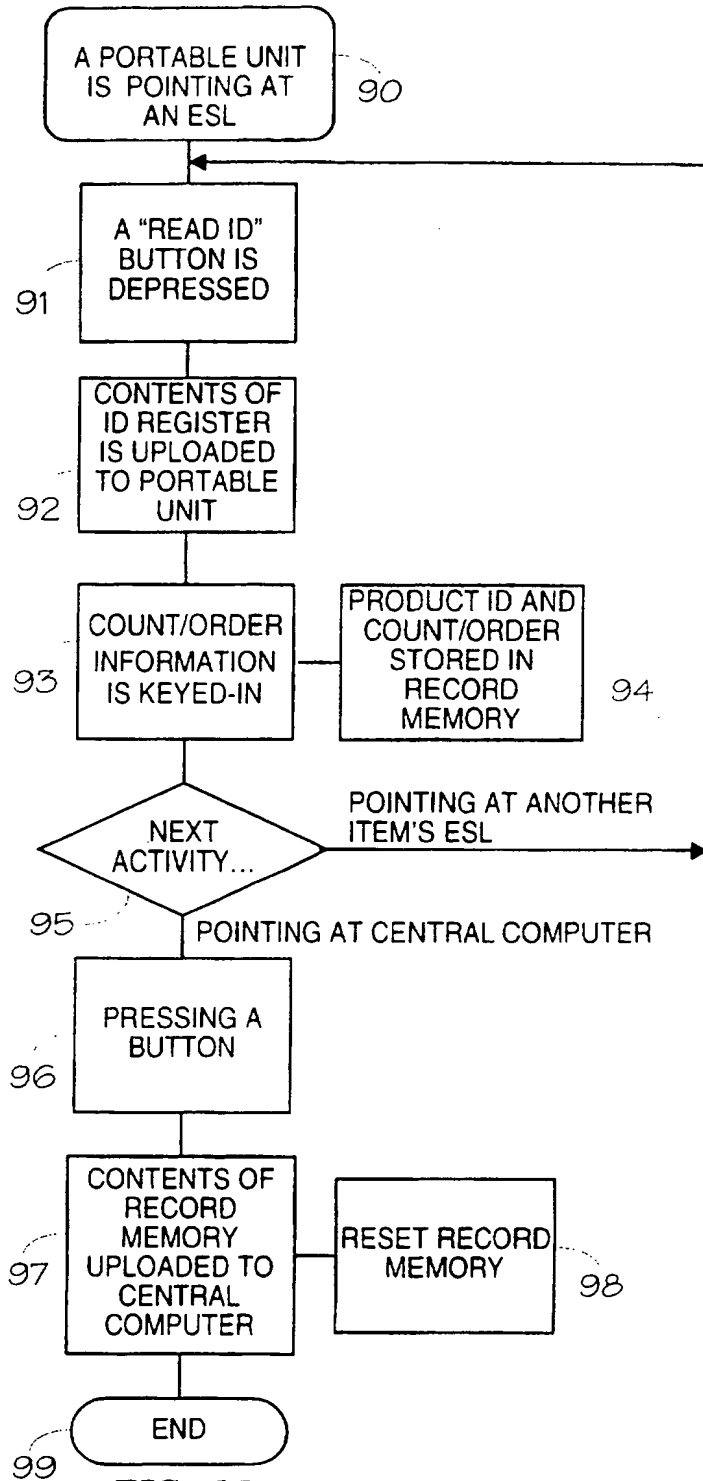 A PORTABLE UNIT
IS POINTING AT
AN ESL
90
A "READ ID"
BUTTON IS
DEPRESSED
91
CONTENTS OF
ID REGISTER
IS UPLOADED
TO PORTABLE
UNIT
92
COUNT/ORDER
INFORMATION
IS KEYED-IN
93
PRODUCT ID AND
COUNT/ORDER
STORED IN
RECORD
MEMORY
94
NEXT
ACTIVITY...
95
POINTING AT ANOTHER
ITEM'S ESL
POINTING AT CENTRAL COMPUTER
PRESSING A
BUTTON
96
CONTENTS OF
RECORD
MEMORY
UPLOADED TO
CENTRAL
COMPUTER
97
RESET RECORD
MEMORY
98
END
99